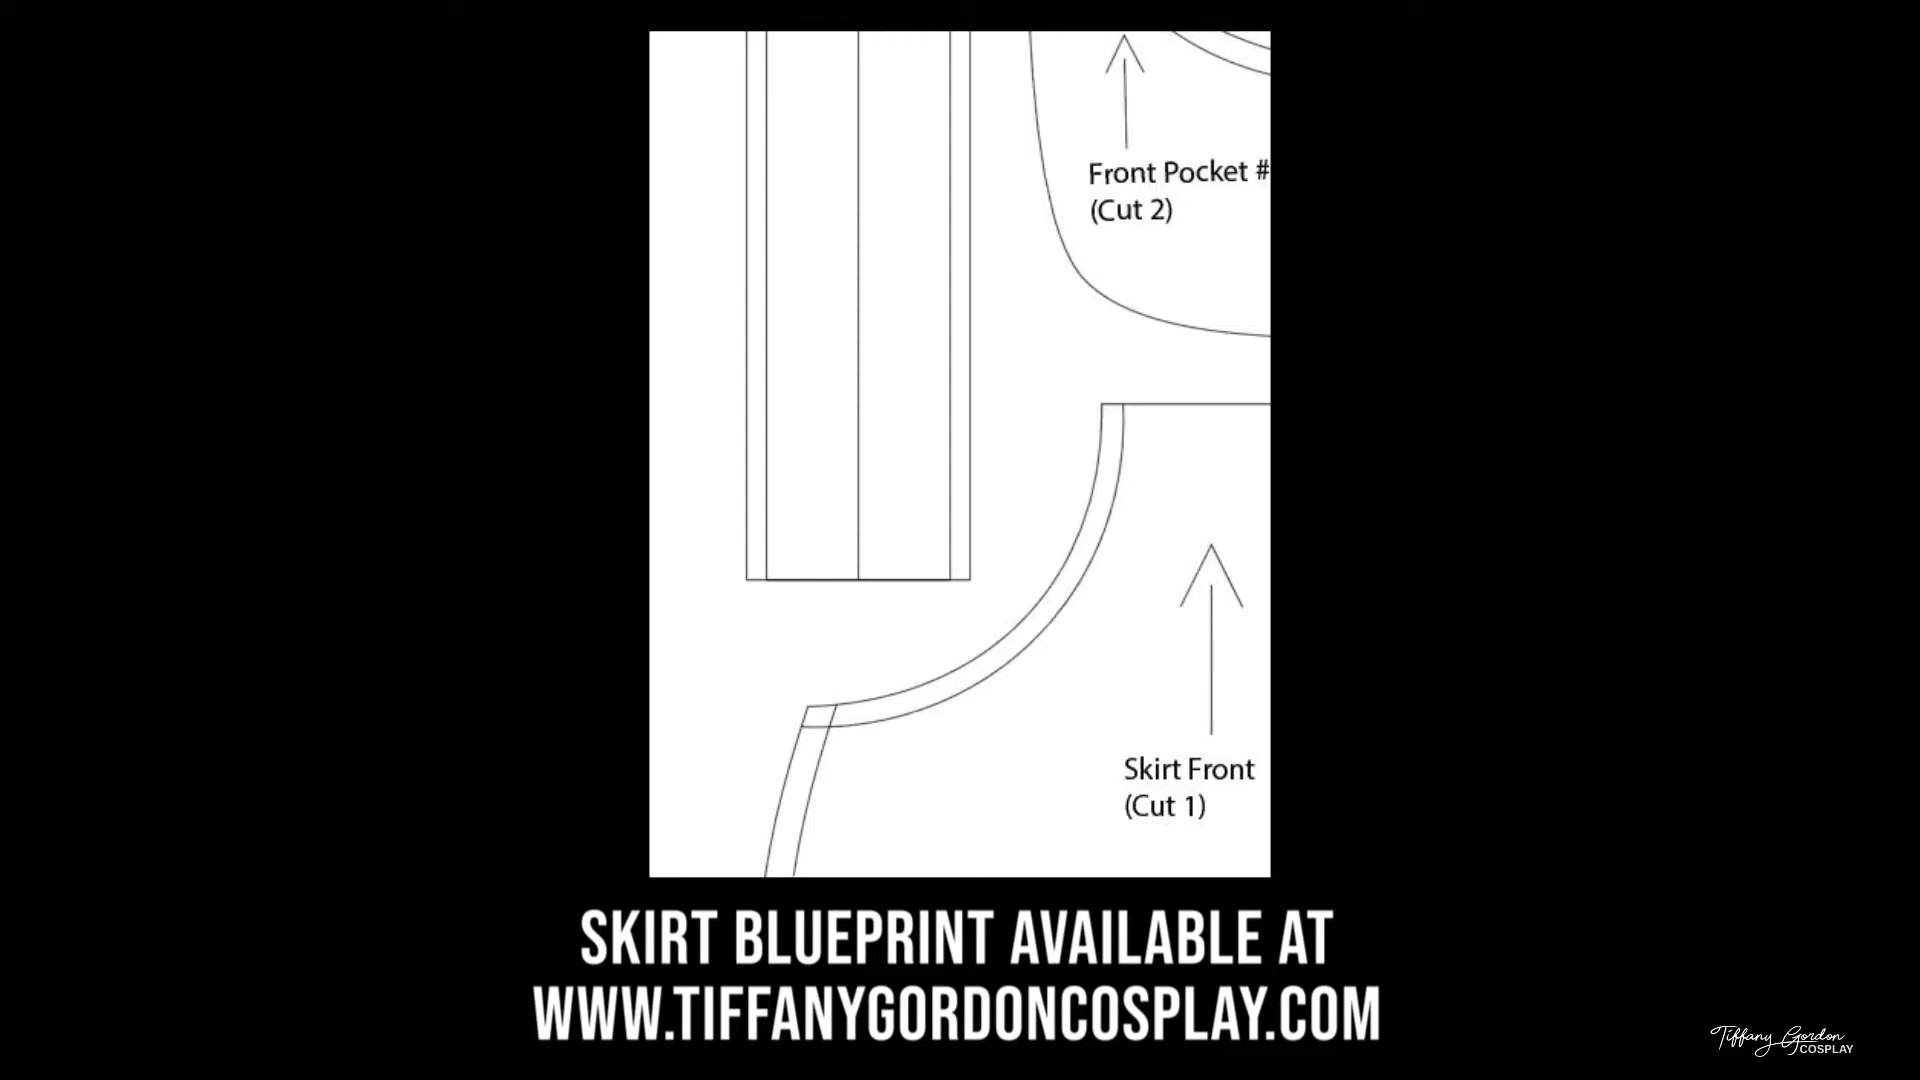 Front Pocket #
(Cut 2)
Skirt Front
(Cut 1)
SKIRT BLUEPRINT AVAILABLE AT
WWW.TIFFANYGORDONCOSPLAY.COM
Tiffany Gordon
COSPLAY